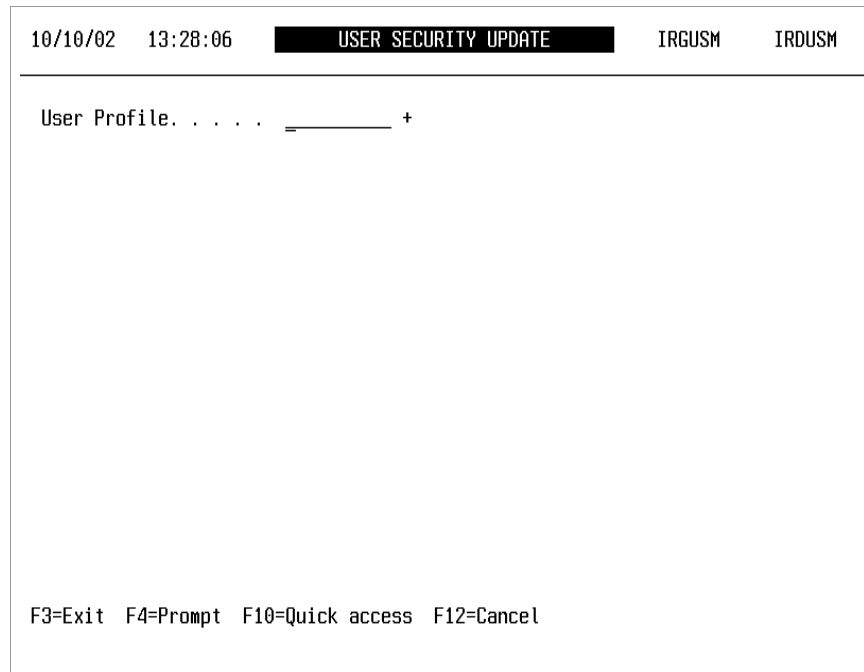 10/10/02 13:28:06 USER SECURITY UPDATE IRGUSM IRDUSM
User Profile. . . . . __________ +
F3=Exit F4=Prompt F10=Quick access F12=Cancel